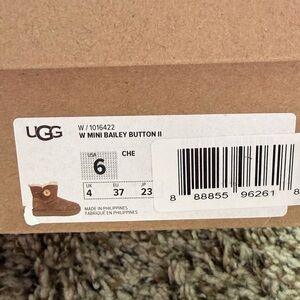 UGG
W / 1016422
W MINI BAILEY BUTTON II
USA
6
CHE
UK EU JP
4 37 23
MADE IN PHILIPPINES
FABRIQUÉ EN PHILIPPINES
8 88855 96261 8